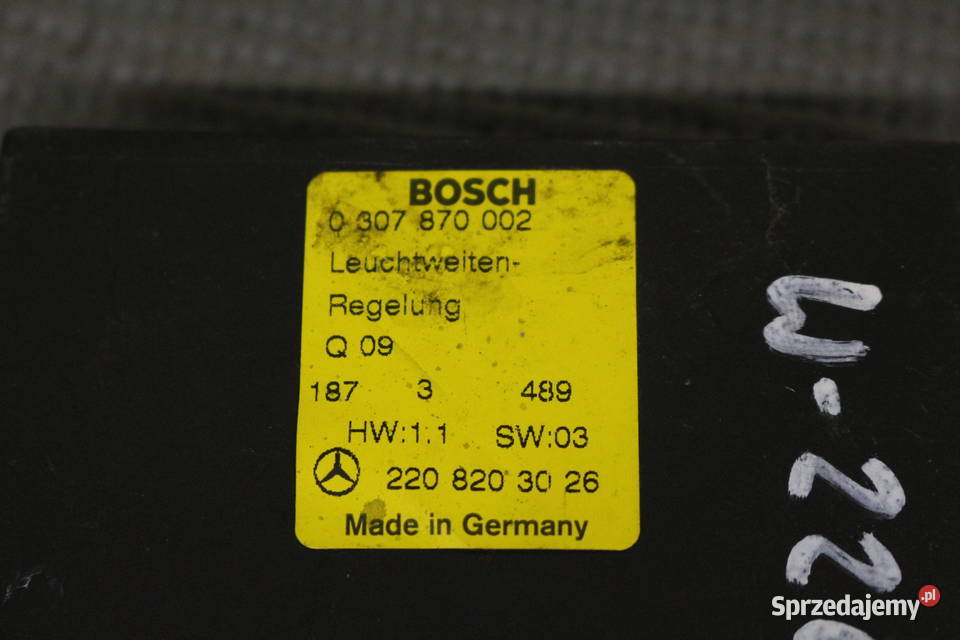 BOSCH
0 307 870 002
Leuchtweiten-
Regelung
Q 09
187 3 489
HW:1.1 SW:03
220 820 30 26
Made in Germany
W-22
Sprzedajemy.pl